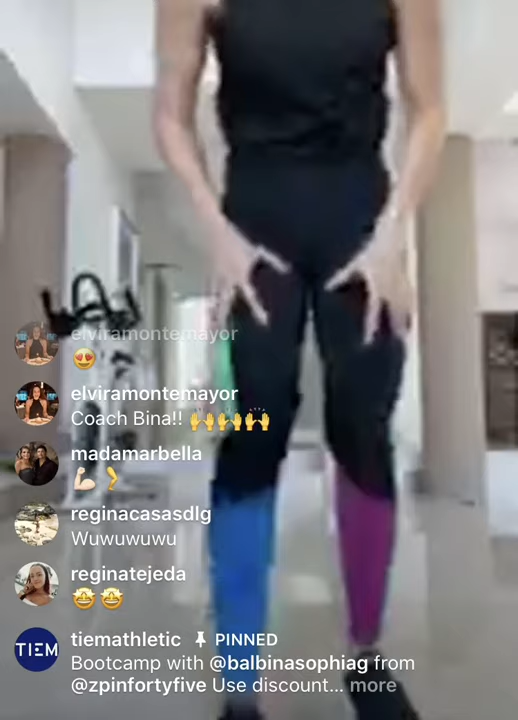 elviramontemayor
😍
elviramontemayor
Coach Bina!! 🙌🙌🙌
madamarbella
💪🏻
reginacasasdlg
Wuwuwuwu
reginatejeda
🤩🤩
TIEM
tiemathletic 📌 PINNED
Bootcamp with @balbinasophiag from
@zpinfortyfive Use discount... more